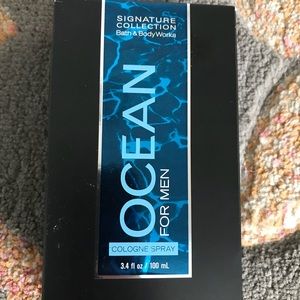 SIGNATURE
COLLECTION
Bath & Body Works
OCEAN
FOR MEN
COLOGNE SPRAY
3.4 fl oz / 100 mL